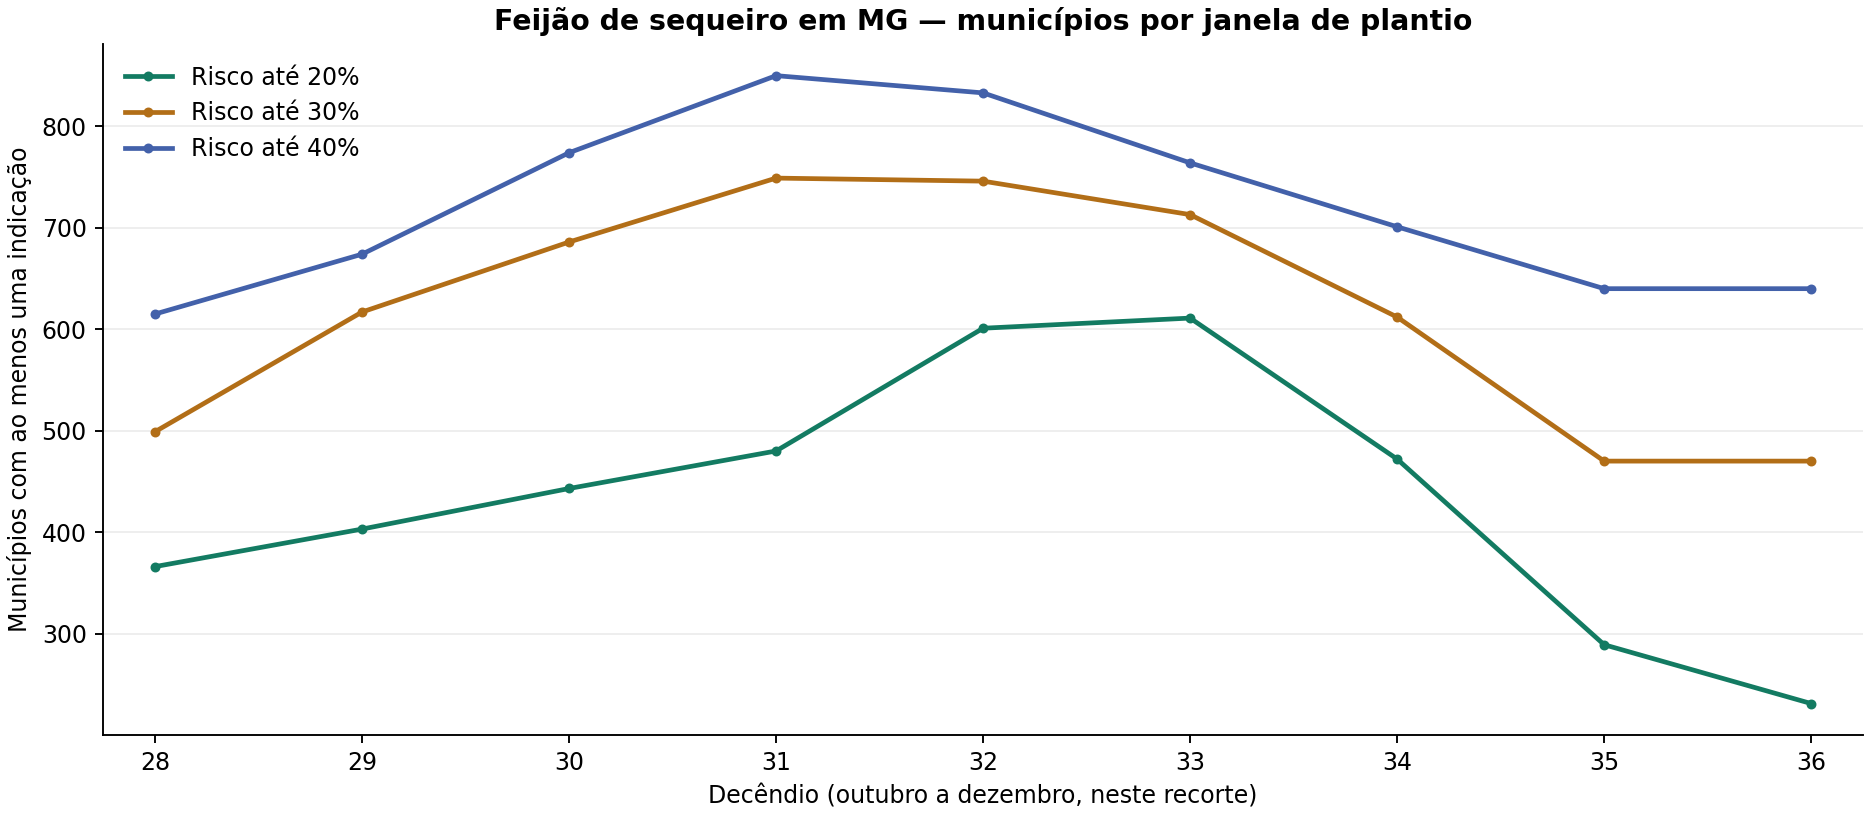 Feijão de sequeiro em MG — municípios por janela de plantio
Risco até 20%
Risco até 30%
Risco até 40%
Municípios com ao menos uma indicação
800
700
600
500
400
300
28 29 30 31 32 33 34 35 36
Decêndio (outubro a dezembro, neste recorte)